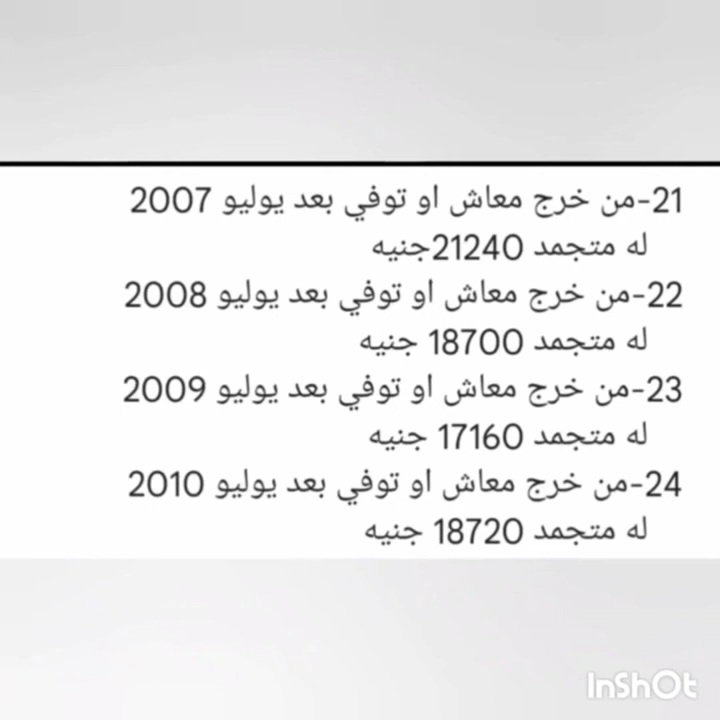 21-من خرج معاش او توفي بعد يوليو 2007
له متجمد 21240جنيه
22-من خرج معاش او توفي بعد يوليو 2008
له متجمد 18700 جنيه
23-من خرج معاش او توفي بعد يوليو 2009
له متجمد 17160 جنيه
24-من خرج معاش او توفي بعد يوليو 2010
له متجمد 18720 جنيه
InShOt